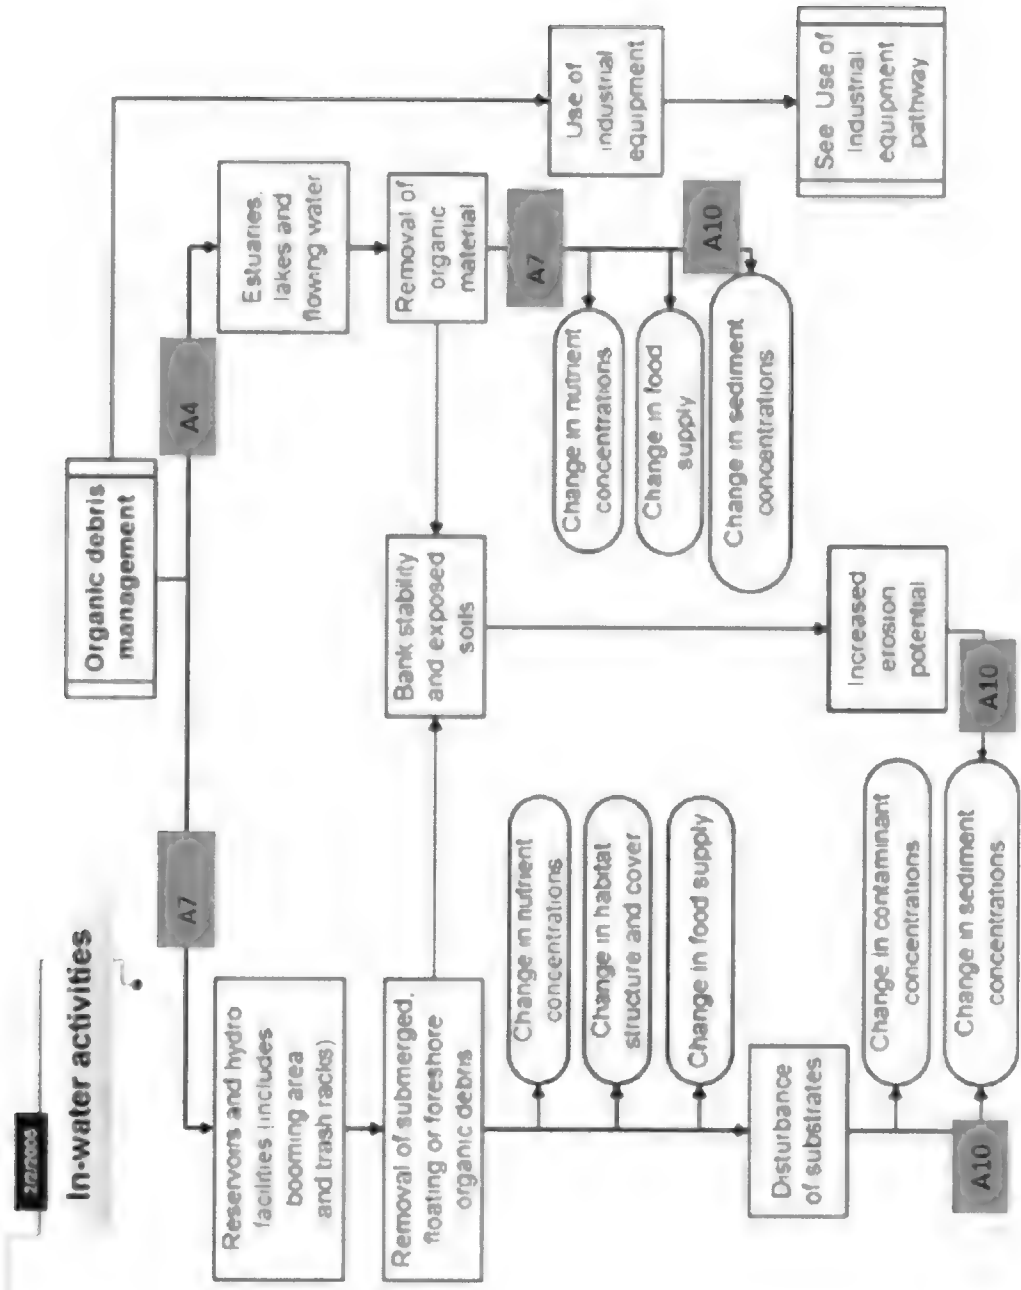 2/2/2006
In-water activities
Organic debris
management
A7
A4
Reservoirs and hydro
facilities (includes
booming area
and trash racks)
Estuaries,
lakes and
flowing water
Use of
industrial
equipment
Removal of submerged,
floating or foreshore
organic debris
Bank stability
and exposed
soils
Removal of
organic
material
See Use of
Industrial
equipment
pathway
A7
Change in nutrient
concentrations
Change in habitat
structure and cover
Change in food supply
Change in nutrient
concentrations
Change in food
supply
A10
Change in sediment
concentrations
Disturbance
of substrates
Increased
erosion
potential
Change in contaminant
concentrations
A10
A10
Change in sediment
concentrations